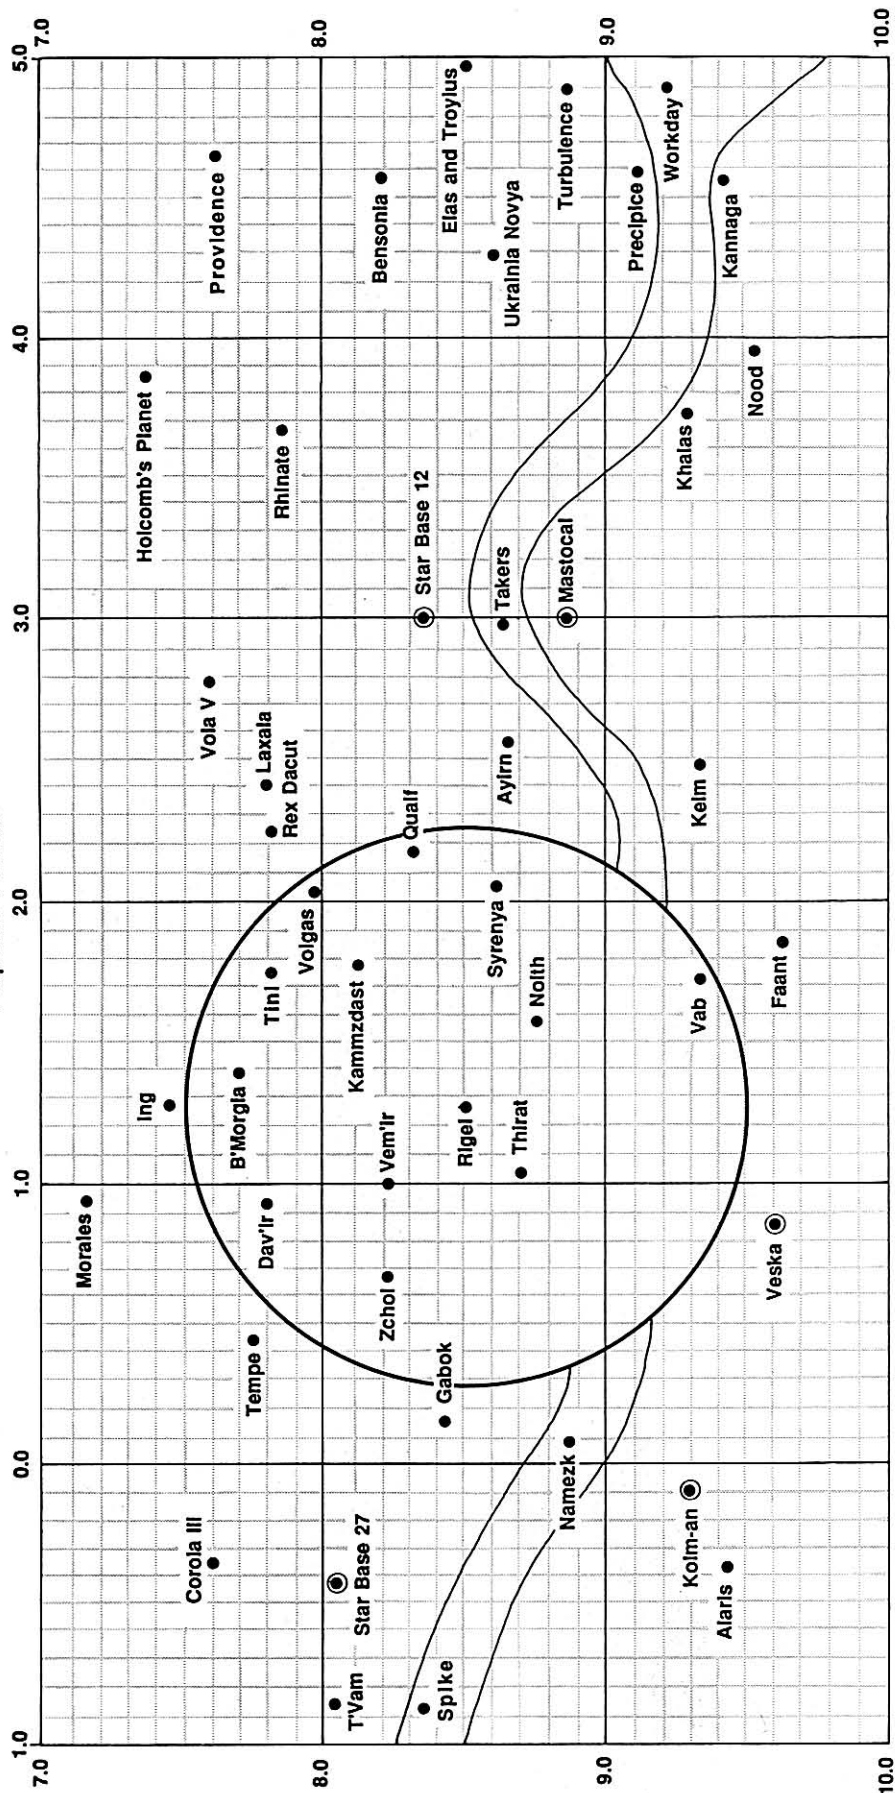 1.0 0.0 1.0 2.0 3.0 4.0 5.0
7.0 7.0
Morales
Holcomb's Planet
Ing
Corola III
Vola V
Providence
B'Morgia
Tempe
Dav'ir
Tini
Laxala
Rex Dacut
Rhinate
Volgas
8.0 8.0
T'Vam
Star Base 27
Kammzdast
Zchol
Vem'ir
Bensonia
Qualf
Star Base 12
Spike
Gabok
Rigel
Elas and Troylus
Syrenya
Aylrn
Takers
Ukrainia Novya
Thirat
Nolth
Mastocal
Turbulence
Namezk
9.0 9.0
Precipice
Workday
Kolm-an
Vab
Kelm
Khalas
Alaris
Kannaga
Nood
Veska
Faant
10.0 10.0